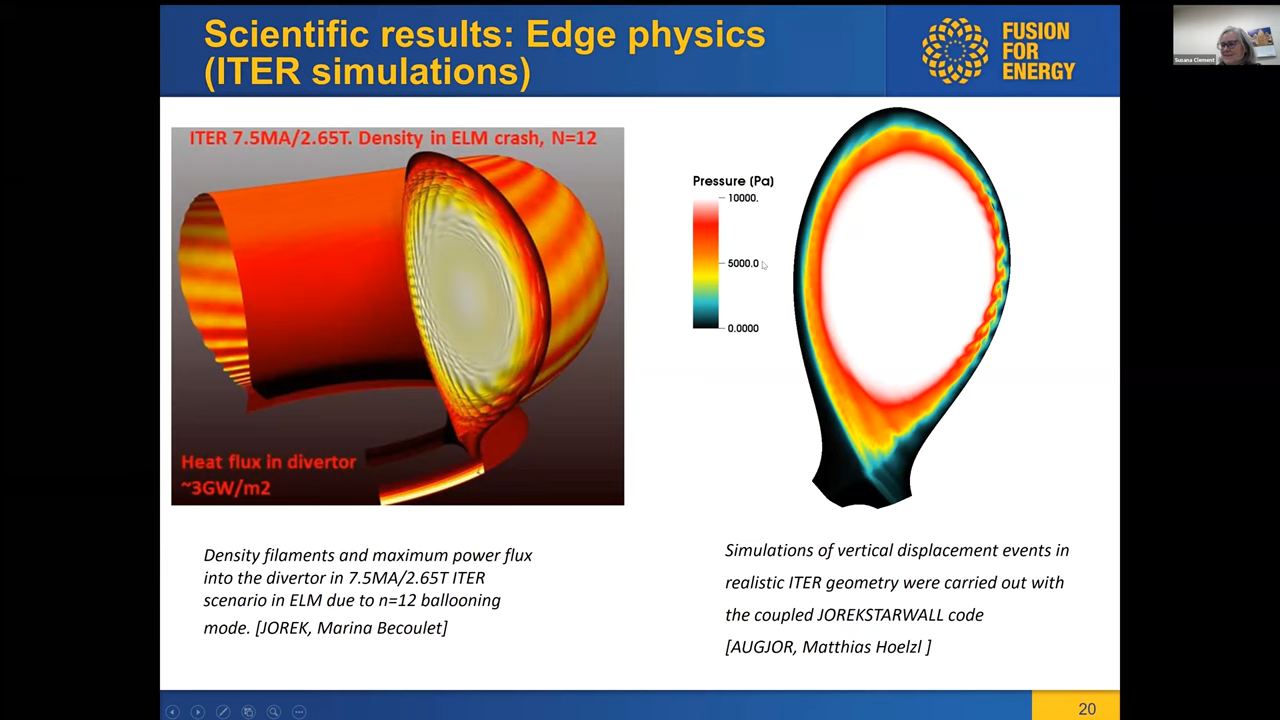 Scientific results: Edge physics
(ITER simulations)
FUSION
FOR
ENERGY
Susana Clement
ITER 7.5MA/2.65T. Density in ELM crash, N=12
Heat flux in divertor
~3GW/m2
Pressure (Pa)
10000.
5000.0
0.0000
Density filaments and maximum power flux
into the divertor in 7.5MA/2.65T ITER
scenario in ELM due to n=12 ballooning
mode. [JOREK, Marina Becoulet]
Simulations of vertical displacement events in
realistic ITER geometry were carried out with
the coupled JOREKSTARWALL code
[AUGJOR, Matthias Hoelzl ]
20